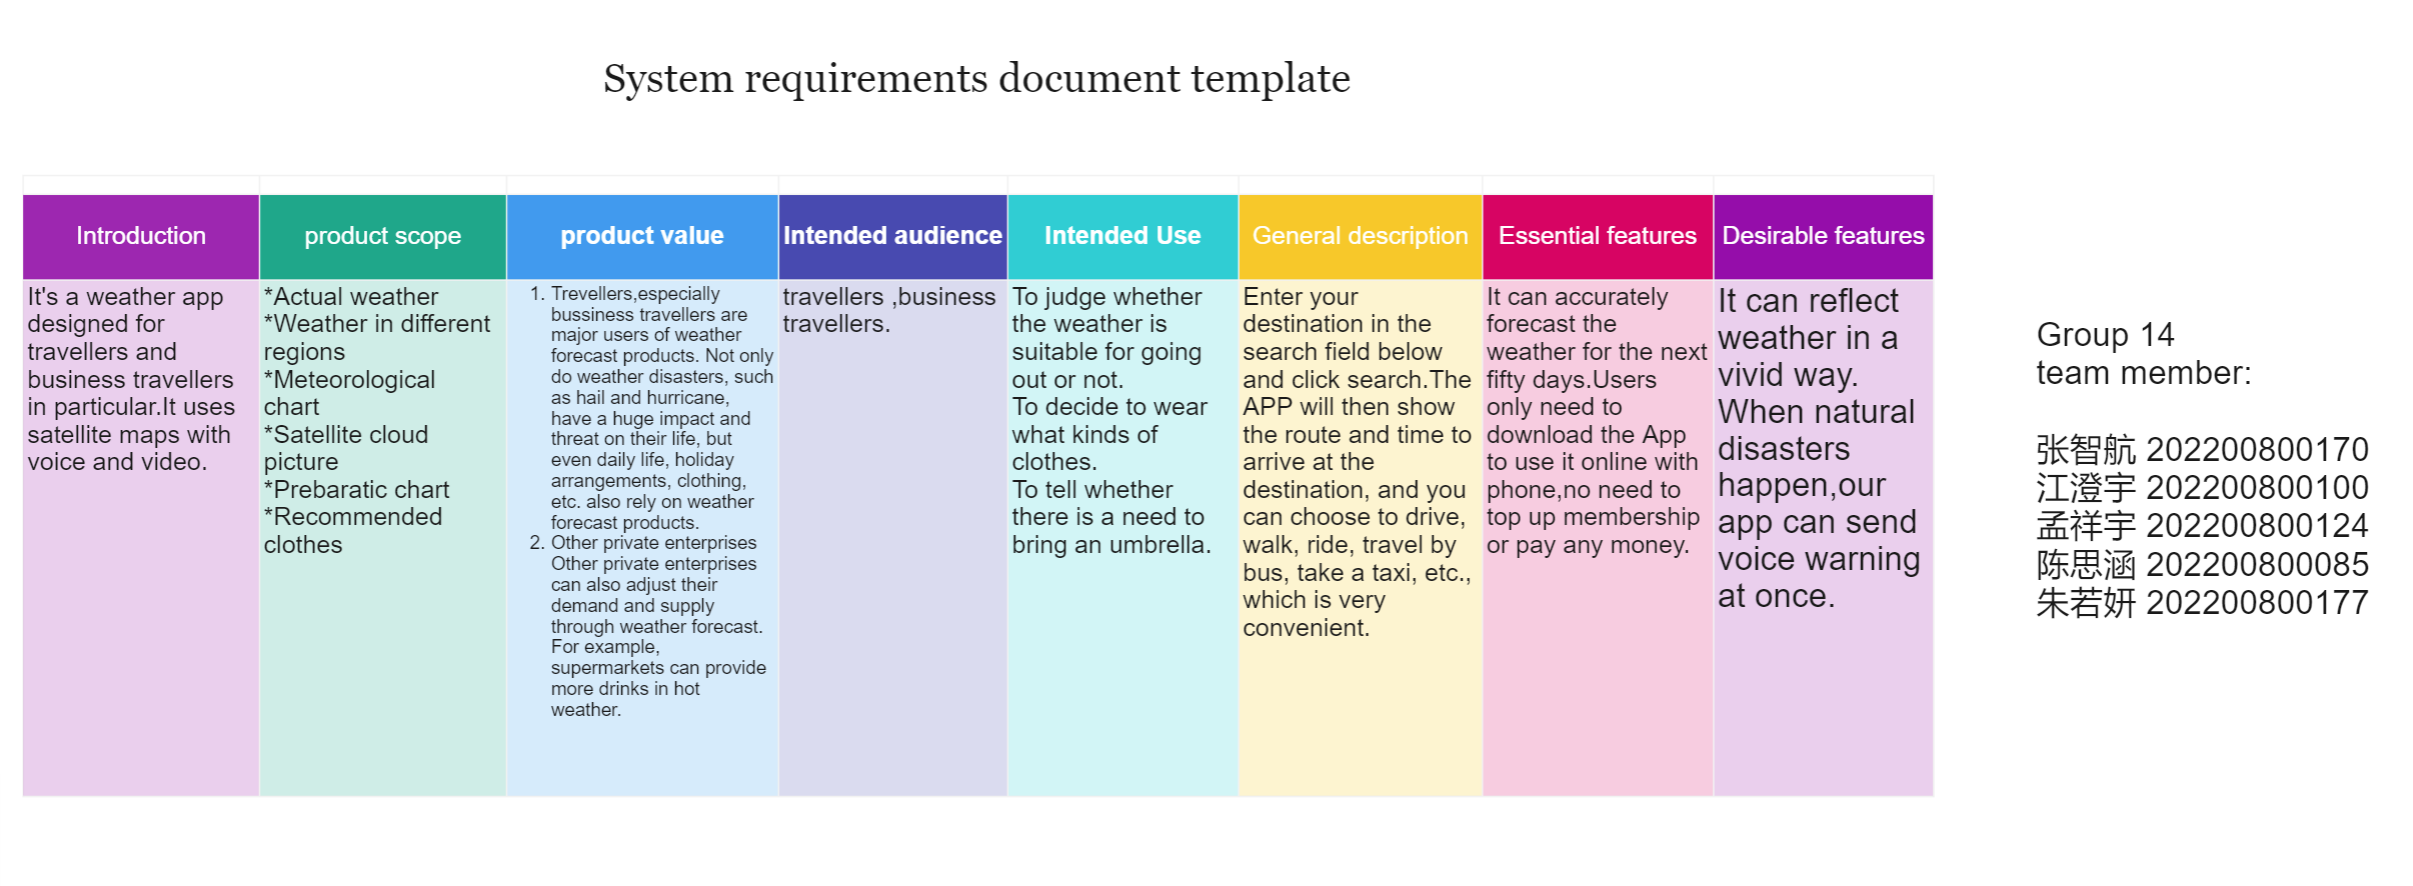 System requirements document template
Introduction
product scope
product value
Intended audience
Intended Use
General description
Essential features
Desirable features
It's a weather app
designed for
travellers and
business travellers
in particular.It uses
satellite maps with
voice and video.
*Actual weather
*Weather in different
regions
*Meteorological
chart
*Satellite cloud
picture
*Prebaratic chart
*Recommended
clothes
1. Trevellers,especially
bussiness travellers are
major users of weather
forecast products. Not only
do weather disasters, such
as hail and hurricane,
have a huge impact and
threat on their life, but
even daily life, holiday
arrangements, clothing,
etc. also rely on weather
forecast products.
2. Other private enterprises
Other private enterprises
can also adjust their
demand and supply
through weather forecast.
For example,
supermarkets can provide
more drinks in hot
weather.
travellers ,business
travellers.
To judge whether
the weather is
suitable for going
out or not.
To decide to wear
what kinds of
clothes.
To tell whether
there is a need to
bring an umbrella.
Enter your
destination in the
search field below
and click search.The
APP will then show
the route and time to
arrive at the
destination, and you
can choose to drive,
walk, ride, travel by
bus, take a taxi, etc.,
which is very
convenient.
It can accurately
forecast the
weather for the next
fifty days.Users
only need to
download the App
to use it online with
phone,no need to
top up membership
or pay any money.
It can reflect
weather in a
vivid way.
When natural
disasters
happen,our
app can send
voice warning
at once.
Group 14
team member:
张智航 202200800170
江澄宇 202200800100
孟祥宇 202200800124
陈思涵 202200800085
朱若妍 202200800177